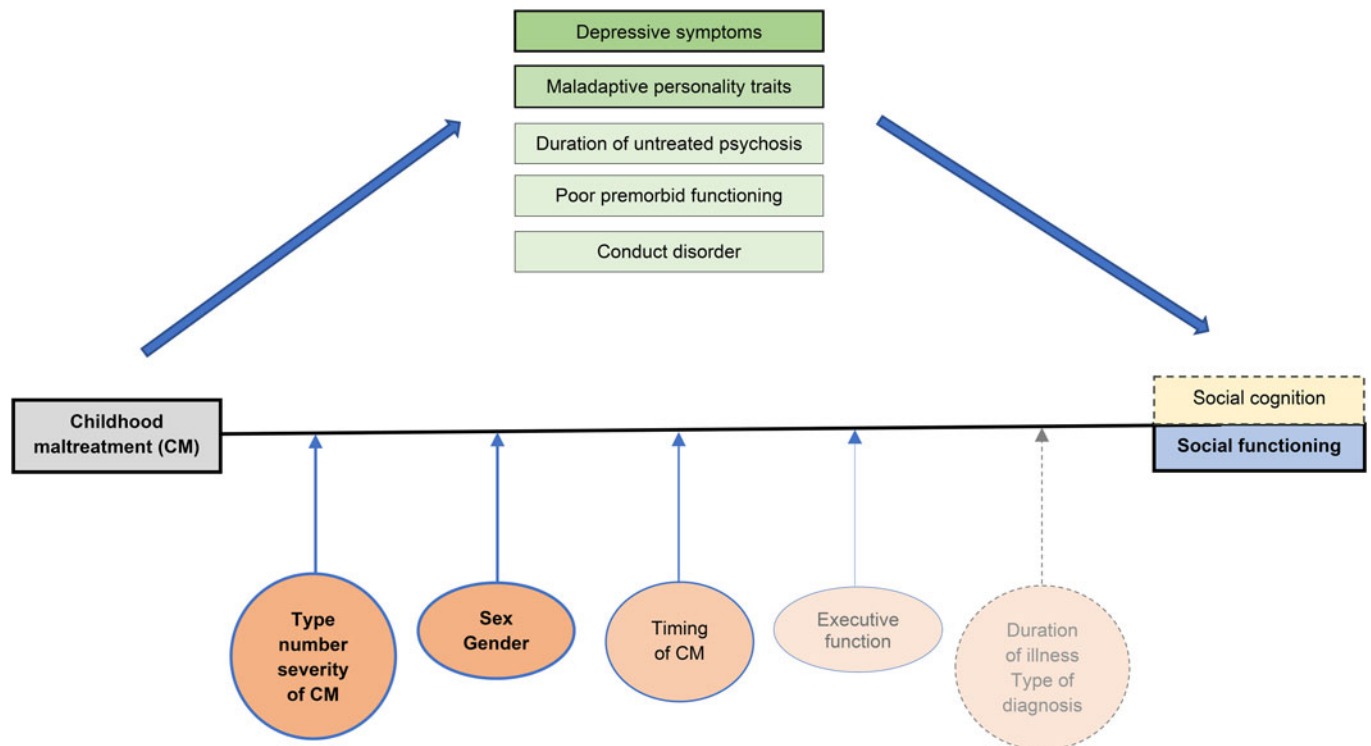 Depressive symptoms
Maladaptive personality traits
Duration of untreated psychosis
Poor premorbid functioning
Conduct disorder
Childhood
maltreatment (CM)
Social cognition
Social functioning
Type
number
severity
of CM
Sex
Gender
Timing
of CM
Executive
function
Duration
of illness
Type of
diagnosis